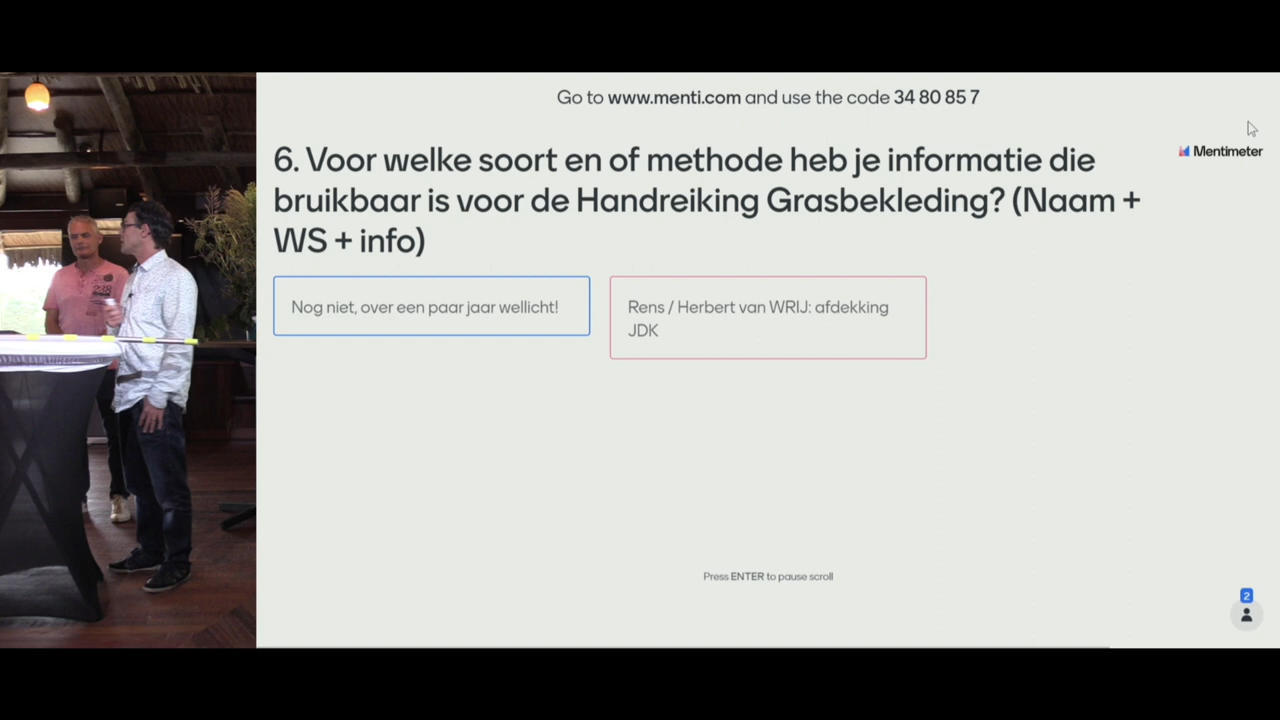 Go to www.menti.com and use the code 34 80 85 7
Mentimeter
6. Voor welke soort en of methode heb je informatie die
bruikbaar is voor de Handreiking Grasbekleding? (Naam +
WS + info)
Nog niet, over een paar jaar wellicht!
Rens / Herbert van WRIJ: afdekking
JDK
Press ENTER to pause scroll
2